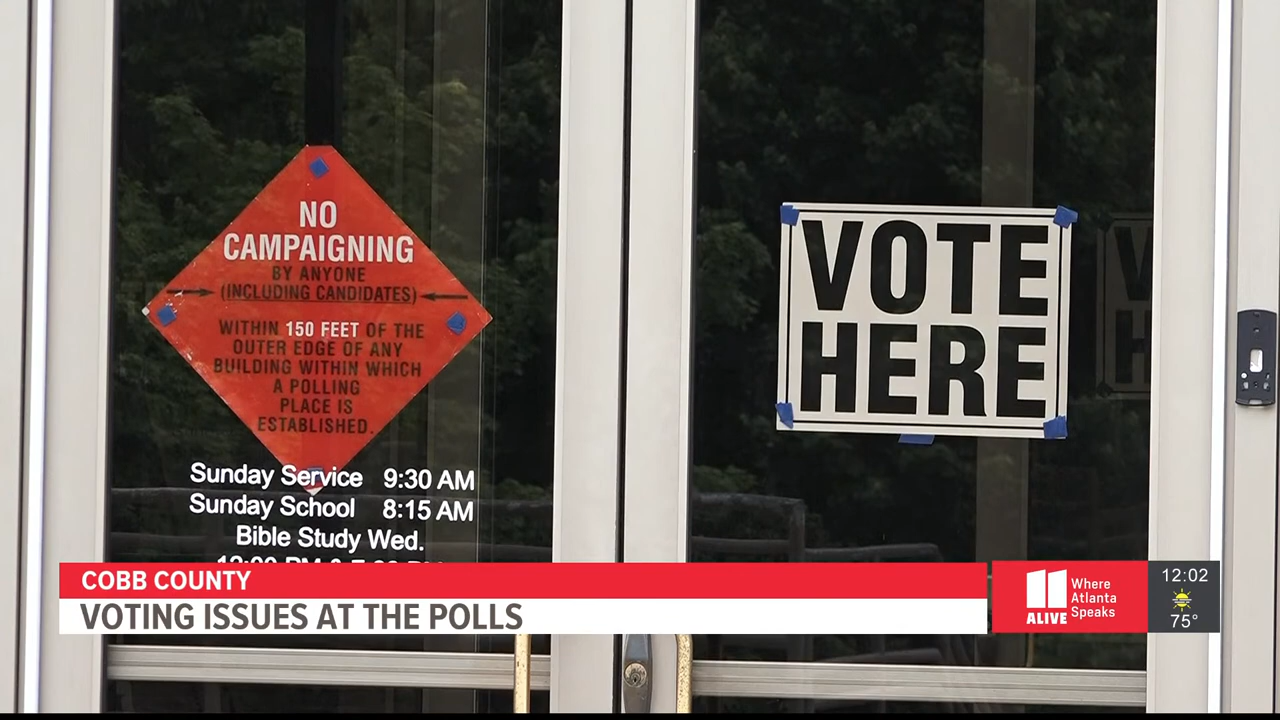 NO
CAMPAIGNING
BY ANYONE
(INCLUDING CANDIDATES)
WITHIN 150 FEET OF THE
OUTER EDGE OF ANY
BUILDING WITHIN WHICH
A POLLING
PLACE IS
ESTABLISHED.
Sunday Service 9:30 AM
Sunday School 8:15 AM
Bible Study Wed.
VOTE
HERE
COBB COUNTY
VOTING ISSUES AT THE POLLS
11 ALIVE
Where
Atlanta
Speaks
12:02
75°